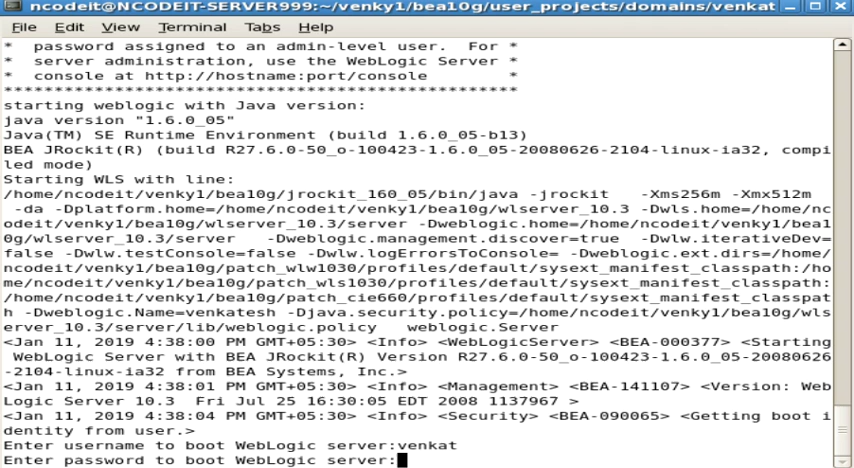 ncodeit@NCODEIT-SERVER999:~/venky1/bea10g/user_projects/domains/venkat
File Edit View Terminal Tabs Help
*  password assigned to an admin-level user.  For *
*  server administration, use the WebLogic Server *
*  console at http://hostname:port/console        *
***************************************************
starting weblogic with Java version:
java version "1.6.0_05"
Java(TM) SE Runtime Environment (build 1.6.0_05-b13)
BEA JRockit(R) (build R27.6.0-50_o-100423-1.6.0_05-20080626-2104-linux-ia32, compi
led mode)
Starting WLS with line:
/home/ncodeit/venky1/bea10g/jrockit_160_05/bin/java -jrockit   -Xms256m -Xmx512m
 -da -Dplatform.home=/home/ncodeit/venky1/bea10g/wlserver_10.3 -Dwls.home=/home/nc
odeit/venky1/bea10g/wlserver_10.3/server -Dweblogic.home=/home/ncodeit/venky1/bea1
0g/wlserver_10.3/server   -Dweblogic.management.discover=true  -Dwlw.iterativeDev=
false -Dwlw.testConsole=false -Dwlw.logErrorsToConsole= -Dweblogic.ext.dirs=/home/
ncodeit/venky1/bea10g/patch_wlw1030/profiles/default/sysext_manifest_classpath:/ho
me/ncodeit/venky1/bea10g/patch_wls1030/profiles/default/sysext_manifest_classpath:
/home/ncodeit/venky1/bea10g/patch_cie660/profiles/default/sysext_manifest_classpat
h -Dweblogic.Name=venkatesh -Djava.security.policy=/home/ncodeit/venky1/bea10g/wls
erver_10.3/server/lib/weblogic.policy   weblogic.Server
<Jan 11, 2019 4:38:00 PM GMT+05:30> <Info> <WebLogicServer> <BEA-000377> <Starting
 WebLogic Server with BEA JRockit(R) Version R27.6.0-50_o-100423-1.6.0_05-20080626
-2104-linux-ia32 from BEA Systems, Inc.>
<Jan 11, 2019 4:38:01 PM GMT+05:30> <Info> <Management> <BEA-141107> <Version: Web
Logic Server 10.3  Fri Jul 25 16:30:05 EDT 2008 1137967 >
<Jan 11, 2019 4:38:04 PM GMT+05:30> <Info> <Security> <BEA-090065> <Getting boot i
dentity from user.>
Enter username to boot WebLogic server:venkat
Enter password to boot WebLogic server: